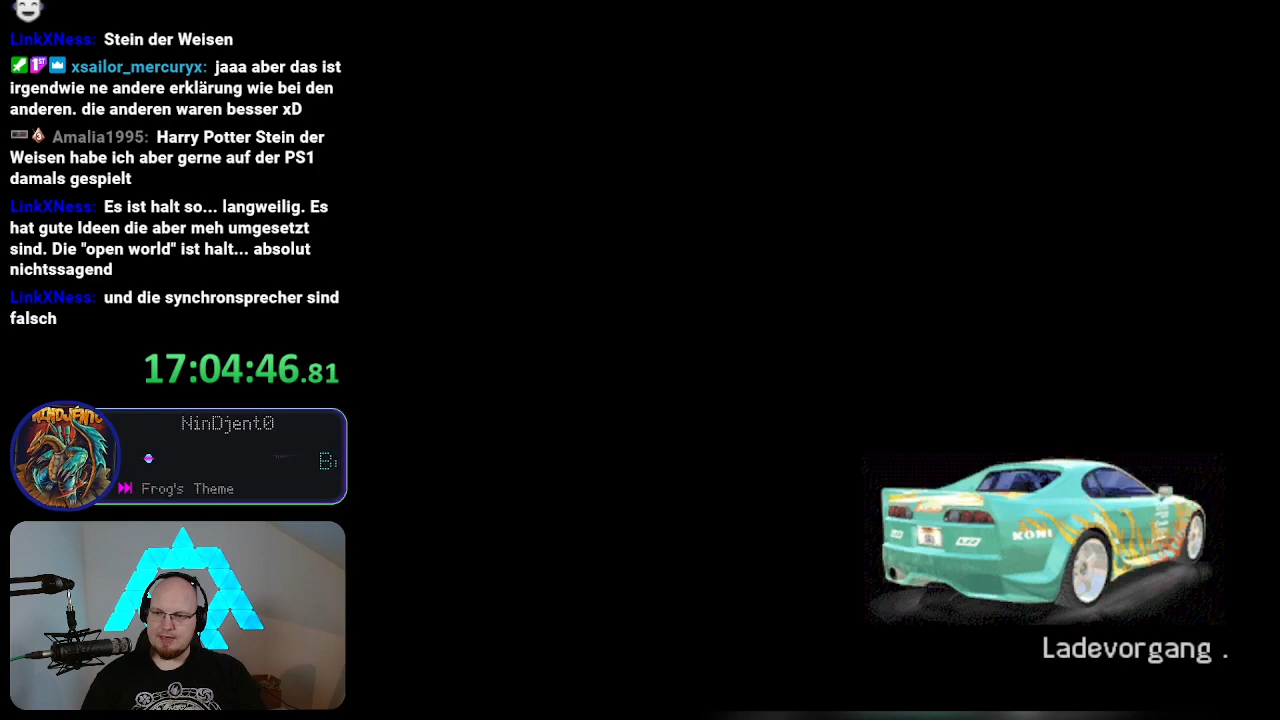 LinkXNess: Stein der Weisen
1ST xsailor_mercuryx: jaaa aber das ist
irgendwie ne andere erklärung wie bei den
anderen. die anderen waren besser xD
3 Amalia1995: Harry Potter Stein der
Weisen habe ich aber gerne auf der PS1
damals gespielt
LinkXNess: Es ist halt so... langweilig. Es
hat gute Ideen die aber meh umgesetzt
sind. Die "open world" ist halt... absolut
nichtssagend
LinkXNess: und die synchronsprecher sind
falsch
17:04:46.81
NINDJENT0
NinDjent0
Frog's Theme
KONI
Ladevorgang .